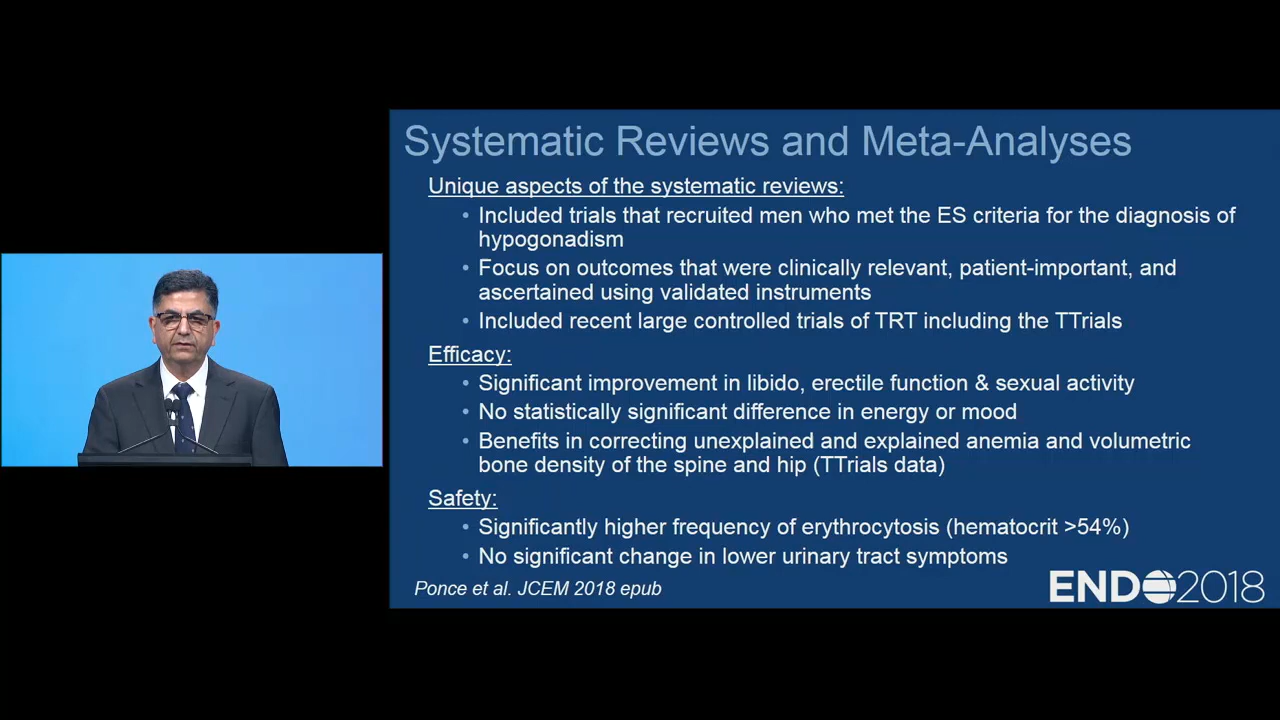 Systematic Reviews and Meta-Analyses
Unique aspects of the systematic reviews:
• Included trials that recruited men who met the ES criteria for the diagnosis of
hypogonadism
• Focus on outcomes that were clinically relevant, patient-important, and
ascertained using validated instruments
• Included recent large controlled trials of TRT including the TTrials
Efficacy:
• Significant improvement in libido, erectile function & sexual activity
• No statistically significant difference in energy or mood
• Benefits in correcting unexplained and explained anemia and volumetric
bone density of the spine and hip (TTrials data)
Safety:
• Significantly higher frequency of erythrocytosis (hematocrit >54%)
• No significant change in lower urinary tract symptoms
Ponce et al. JCEM 2018 epub
ENDO2018